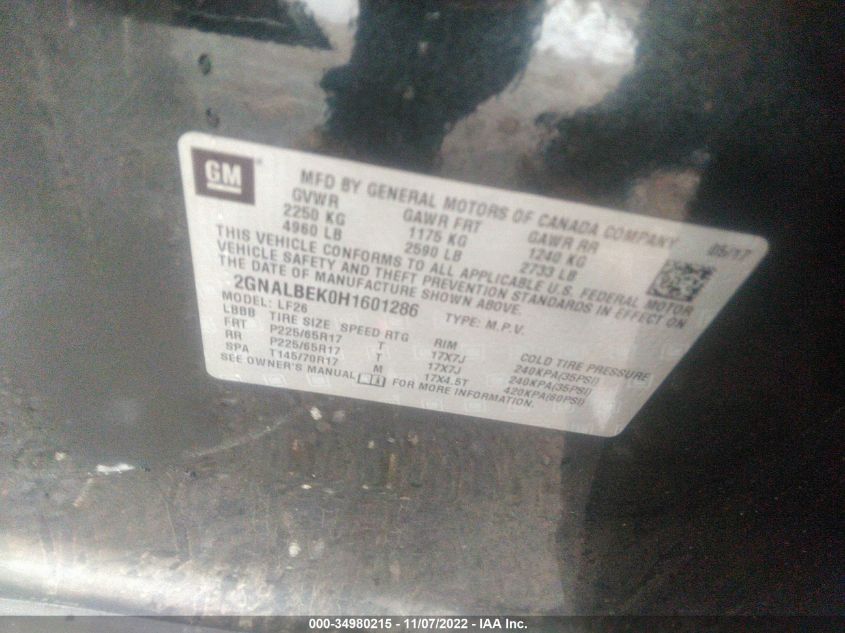 GM
MFD BY GENERAL MOTORS OF CANADA COMPANY 05/17
GVWR GAWR FRT GAWR RR
2250 KG 1175 KG 1240 KG
4960 LB 2590 LB 2733 LB
THIS VEHICLE CONFORMS TO ALL APPLICABLE U.S. FEDERAL MOTOR
VEHICLE SAFETY AND THEFT PREVENTION STANDARDS IN EFFECT ON
THE DATE OF MANUFACTURE SHOWN ABOVE.
2GNALBEK0H1601286 TYPE: M.P.V.
MODEL: LF26
LBBB TIRE SIZE SPEED RTG RIM COLD TIRE PRESSURE
FRT P225/65R17 T 17X7J 240KPA(35PSI)
RR P225/65R17 T 17X7J 240KPA(35PSI)
SPA T145/70R17 M 17X4.5T 420KPA(60PSI)
SEE OWNER'S MANUAL FOR MORE INFORMATION.
000-34980215 - 11/07/2022 - IAA Inc.